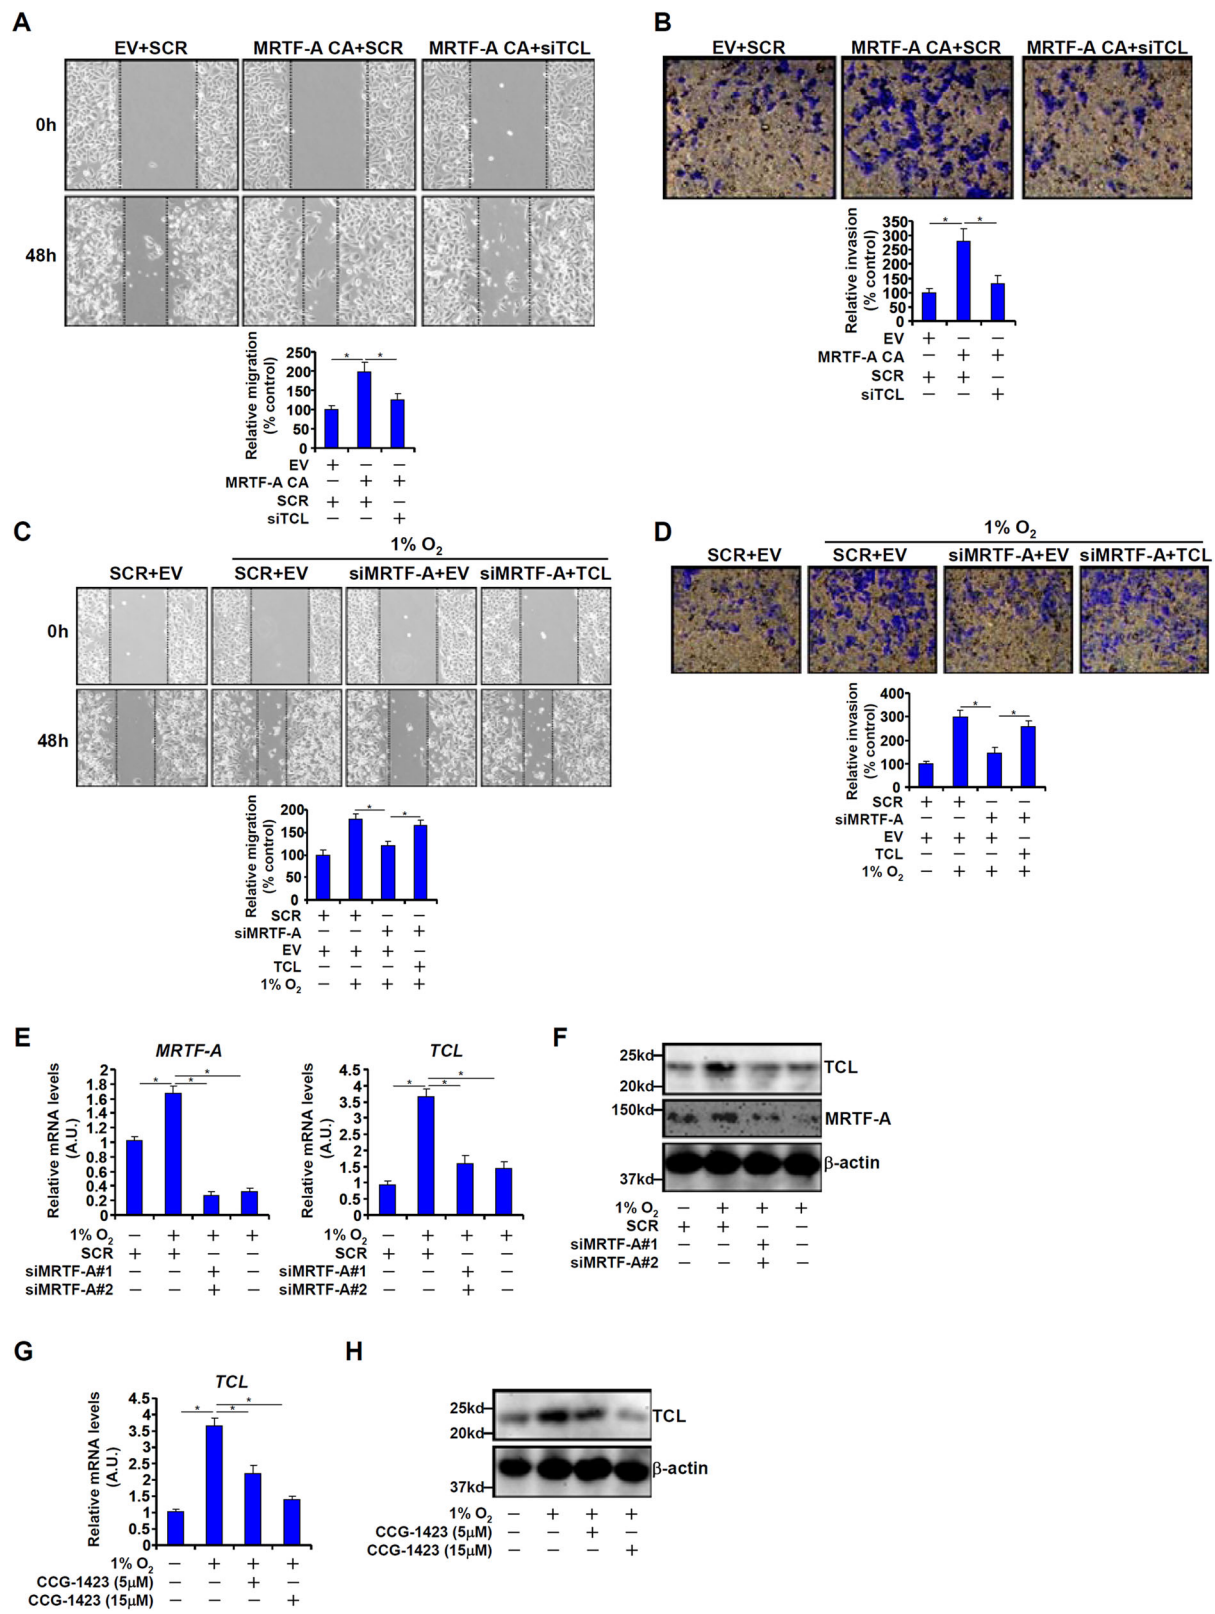 A
EV+SCR MRTF-A CA+SCR MRTF-A CA+siTCL
0h
48h
Relative migration
(% control)
250
200
150
100
50
0
* *
EV + − −
MRTF-A CA − + +
SCR + + −
siTCL − − +
B
EV+SCR MRTF-A CA+SCR MRTF-A CA+siTCL
Relative invasion
(% control)
350
300
250
200
150
100
50
0
* *
EV + − −
MRTF-A CA − + +
SCR + + −
siTCL − − +
C
1% O2
SCR+EV SCR+EV siMRTF-A+EV siMRTF-A+TCL
0h
48h
Relative migration
(% control)
200
150
100
50
0
* *
SCR + + − −
siMRTF-A − − + +
EV + + + −
TCL − − − +
1% O2 − + + +
D
1% O2
SCR+EV SCR+EV siMRTF-A+EV siMRTF-A+TCL
Relative invasion
(% control)
400
300
200
100
0
* *
SCR + + − −
siMRTF-A − − + +
EV + + + −
TCL − − − +
1% O2 − + + +
E
MRTF-A
Relative mRNA levels
(A.U.)
2
1.8
1.6
1.4
1.2
1
0.8
0.6
0.4
0.2
0
* * *
1% O2 − + + +
SCR + + − −
siMRTF-A#1 − − + −
siMRTF-A#2 − − + −
TCL
Relative mRNA levels
(A.U.)
4.5
4
3.5
3
2.5
2
1.5
1
0.5
0
* * *
1% O2 − + + +
SCR + + − −
siMRTF-A#1 − − + −
siMRTF-A#2 − − + −
F
25kd
20kd
TCL
150kd
MRTF-A
β-actin
37kd
1% O2 − + + +
SCR + + − −
siMRTF-A#1 − − + −
siMRTF-A#2 − − + −
G
TCL
Relative mRNA levels
(A.U.)
4.5
4
3.5
3
2.5
2
1.5
1
0.5
0
* * *
1% O2 − + + +
CCG-1423 (5μM) − − + −
CCG-1423 (15μM) − − − +
H
25kd
20kd
TCL
β-actin
37kd
1% O2 − + + +
CCG-1423 (5μM) − − + −
CCG-1423 (15μM) − − − +